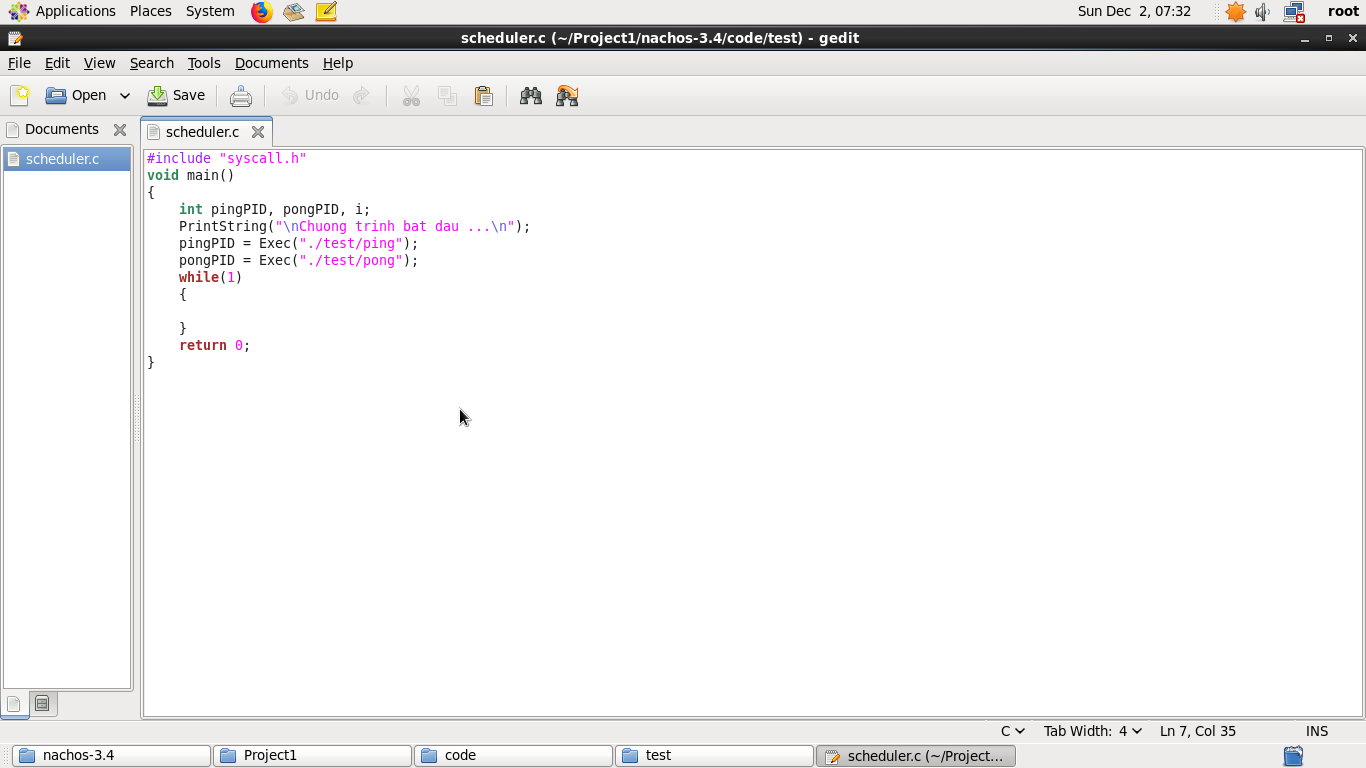 Applications Places System Sun Dec 2, 07:32 root
scheduler.c (~/Project1/nachos-3.4/code/test) - gedit
File Edit View Search Tools Documents Help
Open Save Undo
Documents
scheduler.c
scheduler.c
#include "syscall.h"
void main()
{
    int pingPID, pongPID, i;
    PrintString("\nChuong trinh bat dau ...\n");
    pingPID = Exec("./test/ping");
    pongPID = Exec("./test/pong");
    while(1)
    {
    }
    return 0;
}
C Tab Width: 4 Ln 7, Col 35 INS
nachos-3.4 Project1 code test scheduler.c (~/Project...